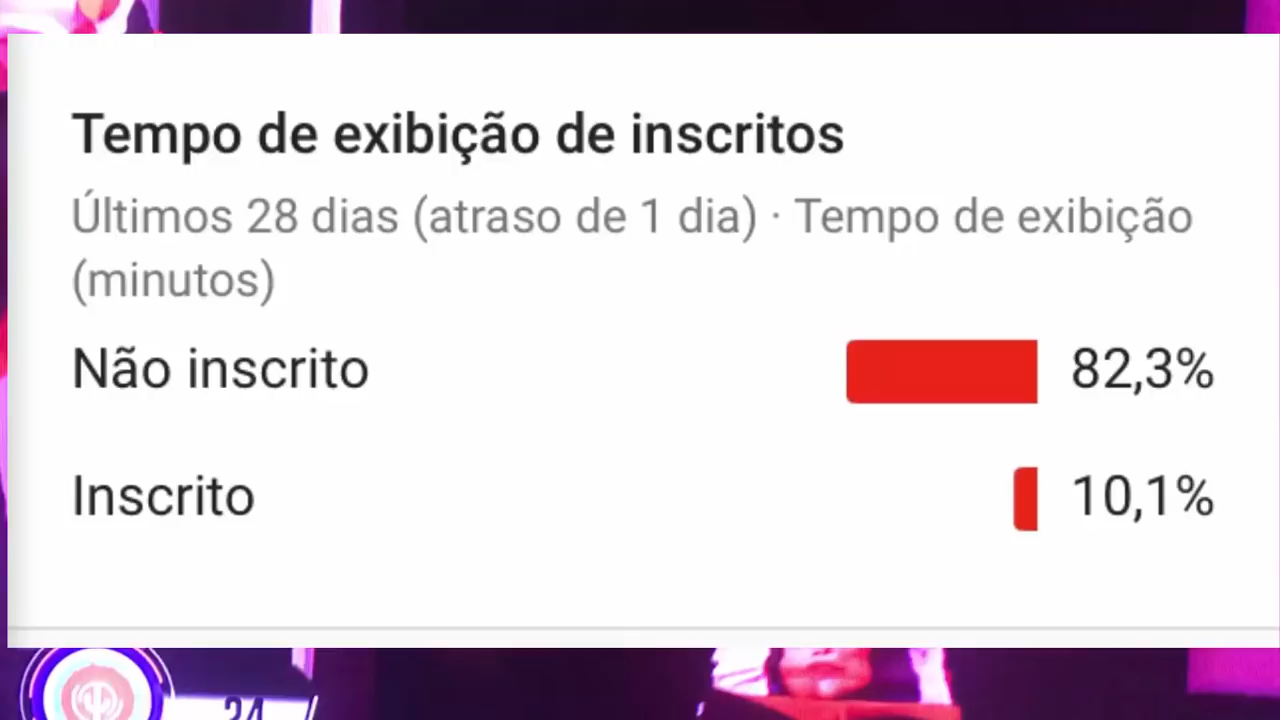 Tempo de exibição de inscritos
Últimos 28 dias (atraso de 1 dia) · Tempo de exibição
(minutos)
Não inscrito 82,3%
Inscrito 10,1%
34